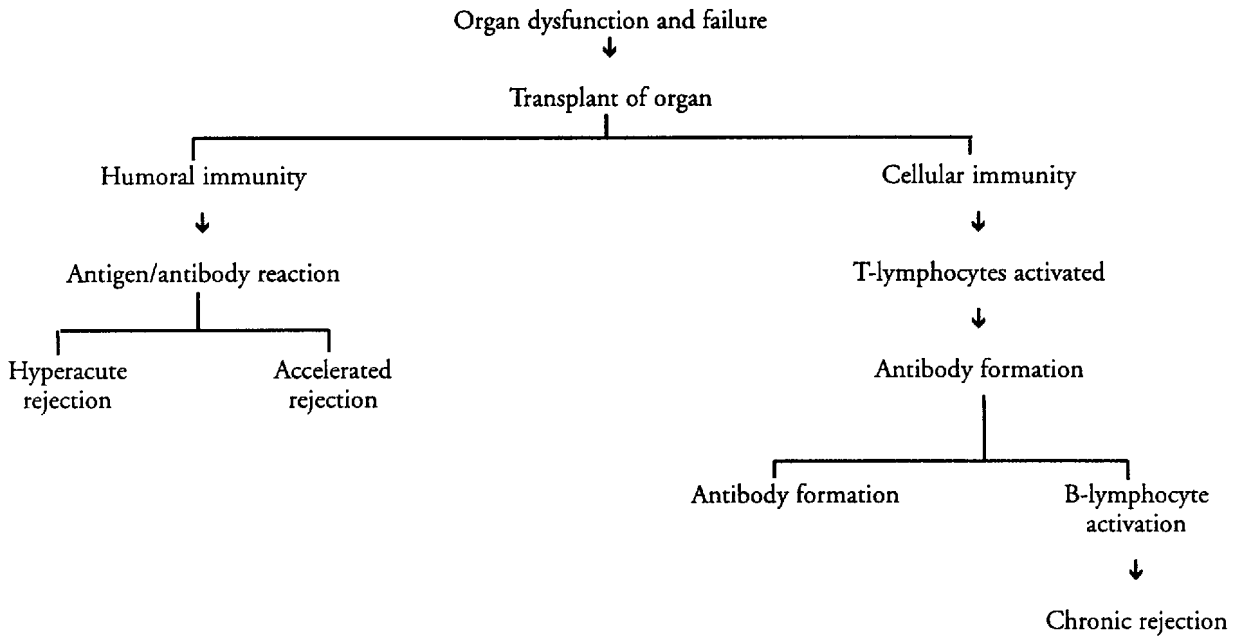 Organ dysfunction and failure
Transplant of organ
Humoral immunity
Cellular immunity
Antigen/antibody reaction
T-lymphocytes activated
Hyperacute
rejection
Accelerated
rejection
Antibody formation
Antibody formation
B-lymphocyte
activation
Chronic rejection